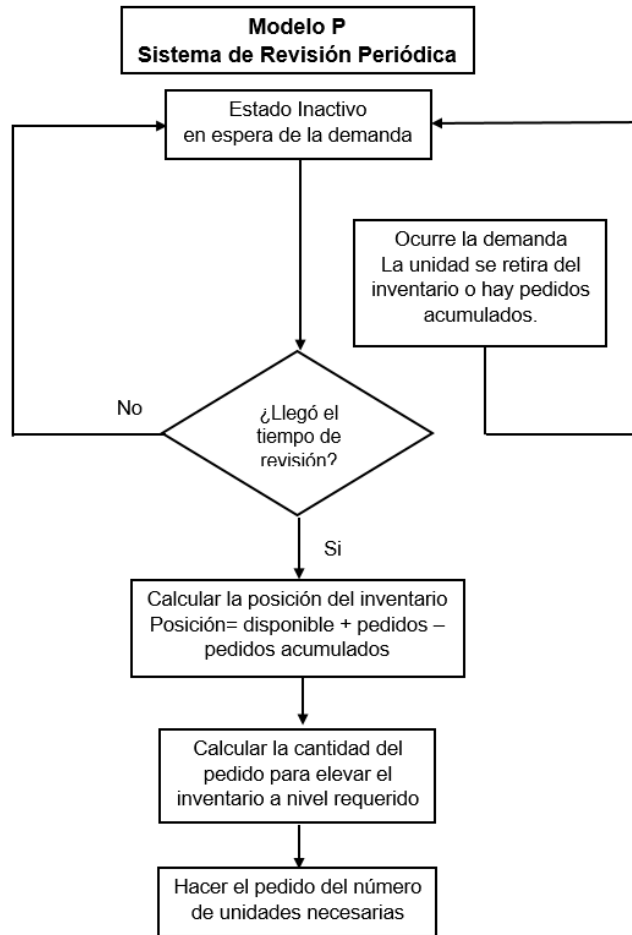 Modelo P
Sistema de Revisión Periódica
Estado Inactivo
en espera de la demanda
Ocurre la demanda
La unidad se retira del
inventario o hay pedidos
acumulados.
No
¿Llegó el
tiempo de
revisión?
Si
Calcular la posición del inventario
Posición= disponible + pedidos –
pedidos acumulados
Calcular la cantidad del
pedido para elevar el
inventario a nivel requerido
Hacer el pedido del número
de unidades necesarias